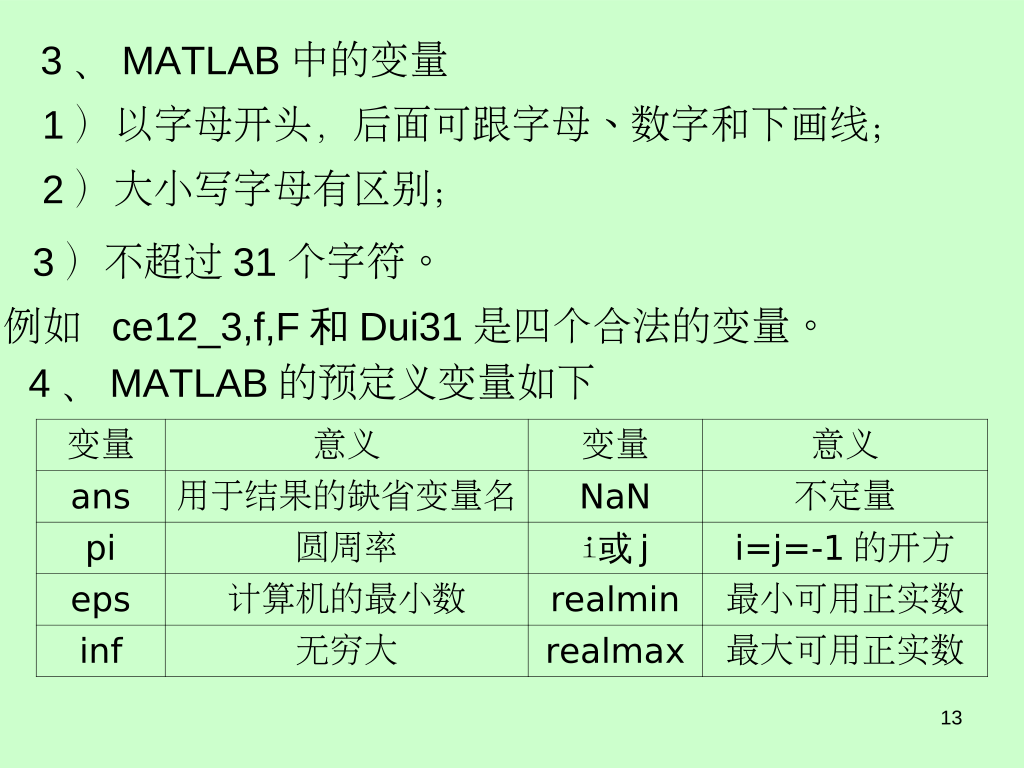 3 、 MATLAB 中的变量
1 ）以字母开头，后面可跟字母、数字和下画线；
2 ）大小写字母有区别；
3 ）不超过 31 个字符。
例如 ce12_3,f,F 和 Dui31 是四个合法的变量。
4 、 MATLAB 的预定义变量如下
变量 意义 变量 意义
ans 用于结果的缺省变量名 NaN 不定量
pi 圆周率 i或 j i=j=-1 的开方
eps 计算机的最小数 realmin 最小可用正实数
inf 无穷大 realmax 最大可用正实数
13